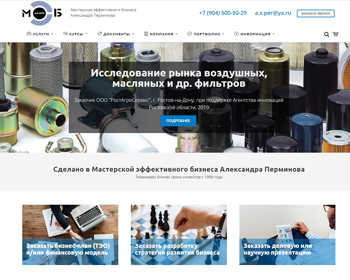 МСБ
Мастерская эффективного бизнеса
Александра Перминова
+7 (904) 500-50-29
a.s.per@ya.ru
УСЛУГИ
КУРСЫ
ДОКУМЕНТЫ
КОМПАНИЯ
ПОРТФОЛИО
ИНФОРМАЦИЯ
Исследование рынка воздушных,
масляных и др. фильтров
Заказчик ООО "РостАгроСервис", г. Ростов-на-Дону, при поддержке Агентства инноваций
Ростовской области, 2019
ПОДРОБНЕЕ
Сделано в Мастерской эффективного бизнеса Александра Перминова
Заказать бизнес-план (ТЭО)
и/или финансовую модель
Заказать разработку
стратегии развития бизнеса
Заказать деловую или
научную презентацию